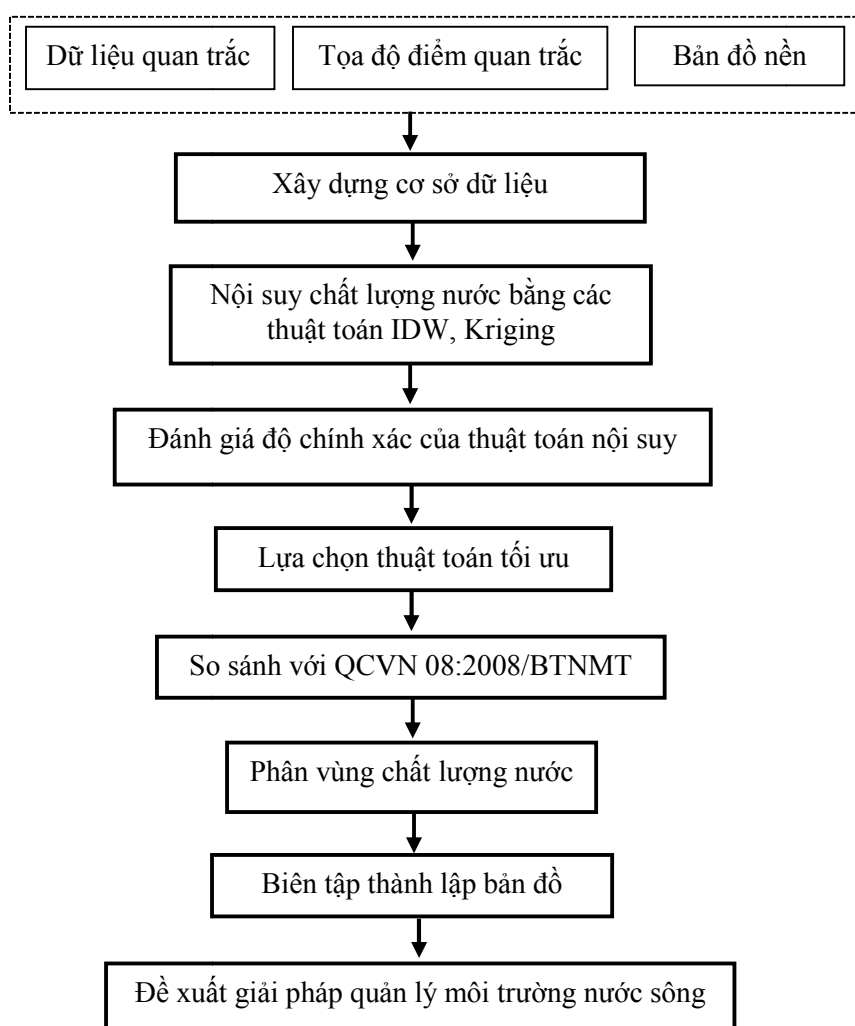 Dữ liệu quan trắc
Tọa độ điểm quan trắc
Bản đồ nền
Xây dựng cơ sở dữ liệu
Nội suy chất lượng nước bằng các
thuật toán IDW, Kriging
Đánh giá độ chính xác của thuật toán nội suy
Lựa chọn thuật toán tối ưu
So sánh với QCVN 08:2008/BTNMT
Phân vùng chất lượng nước
Biên tập thành lập bản đồ
Đề xuất giải pháp quản lý môi trường nước sông